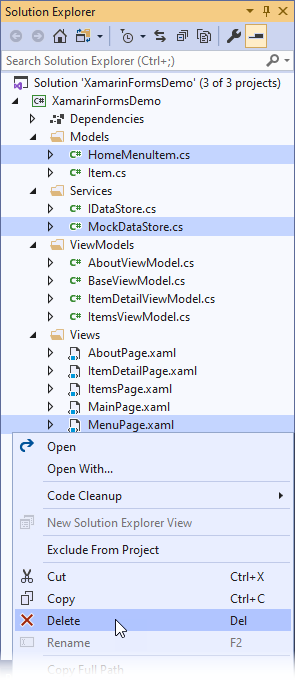 Solution Explorer
Search Solution Explorer (Ctrl+;)
Solution 'XamarinFormsDemo' (3 of 3 projects)
C# XamarinFormsDemo
Dependencies
Models
C# HomeMenuItem.cs
C# Item.cs
Services
C# IDataStore.cs
C# MockDataStore.cs
ViewModels
C# AboutViewModel.cs
C# BaseViewModel.cs
C# ItemDetailViewModel.cs
C# ItemsViewModel.cs
Views
AboutPage.xaml
ItemDetailPage.xaml
ItemsPage.xaml
MainPage.xaml
MenuPage.xaml
Open
Open With...
Code Cleanup
New Solution Explorer View
Exclude From Project
Cut Ctrl+X
Copy Ctrl+C
Delete Del
Rename F2
Copy Full Path